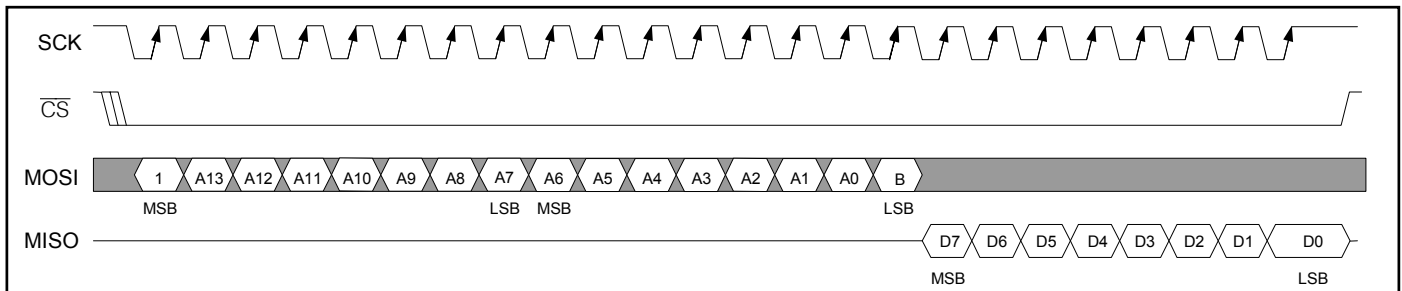 SCK
C̅S̅
MOSI 1 A13 A12 A11 A10 A9 A8 A7 A6 A5 A4 A3 A2 A1 A0 B
MSB LSB MSB LSB
MISO D7 D6 D5 D4 D3 D2 D1 D0
MSB LSB